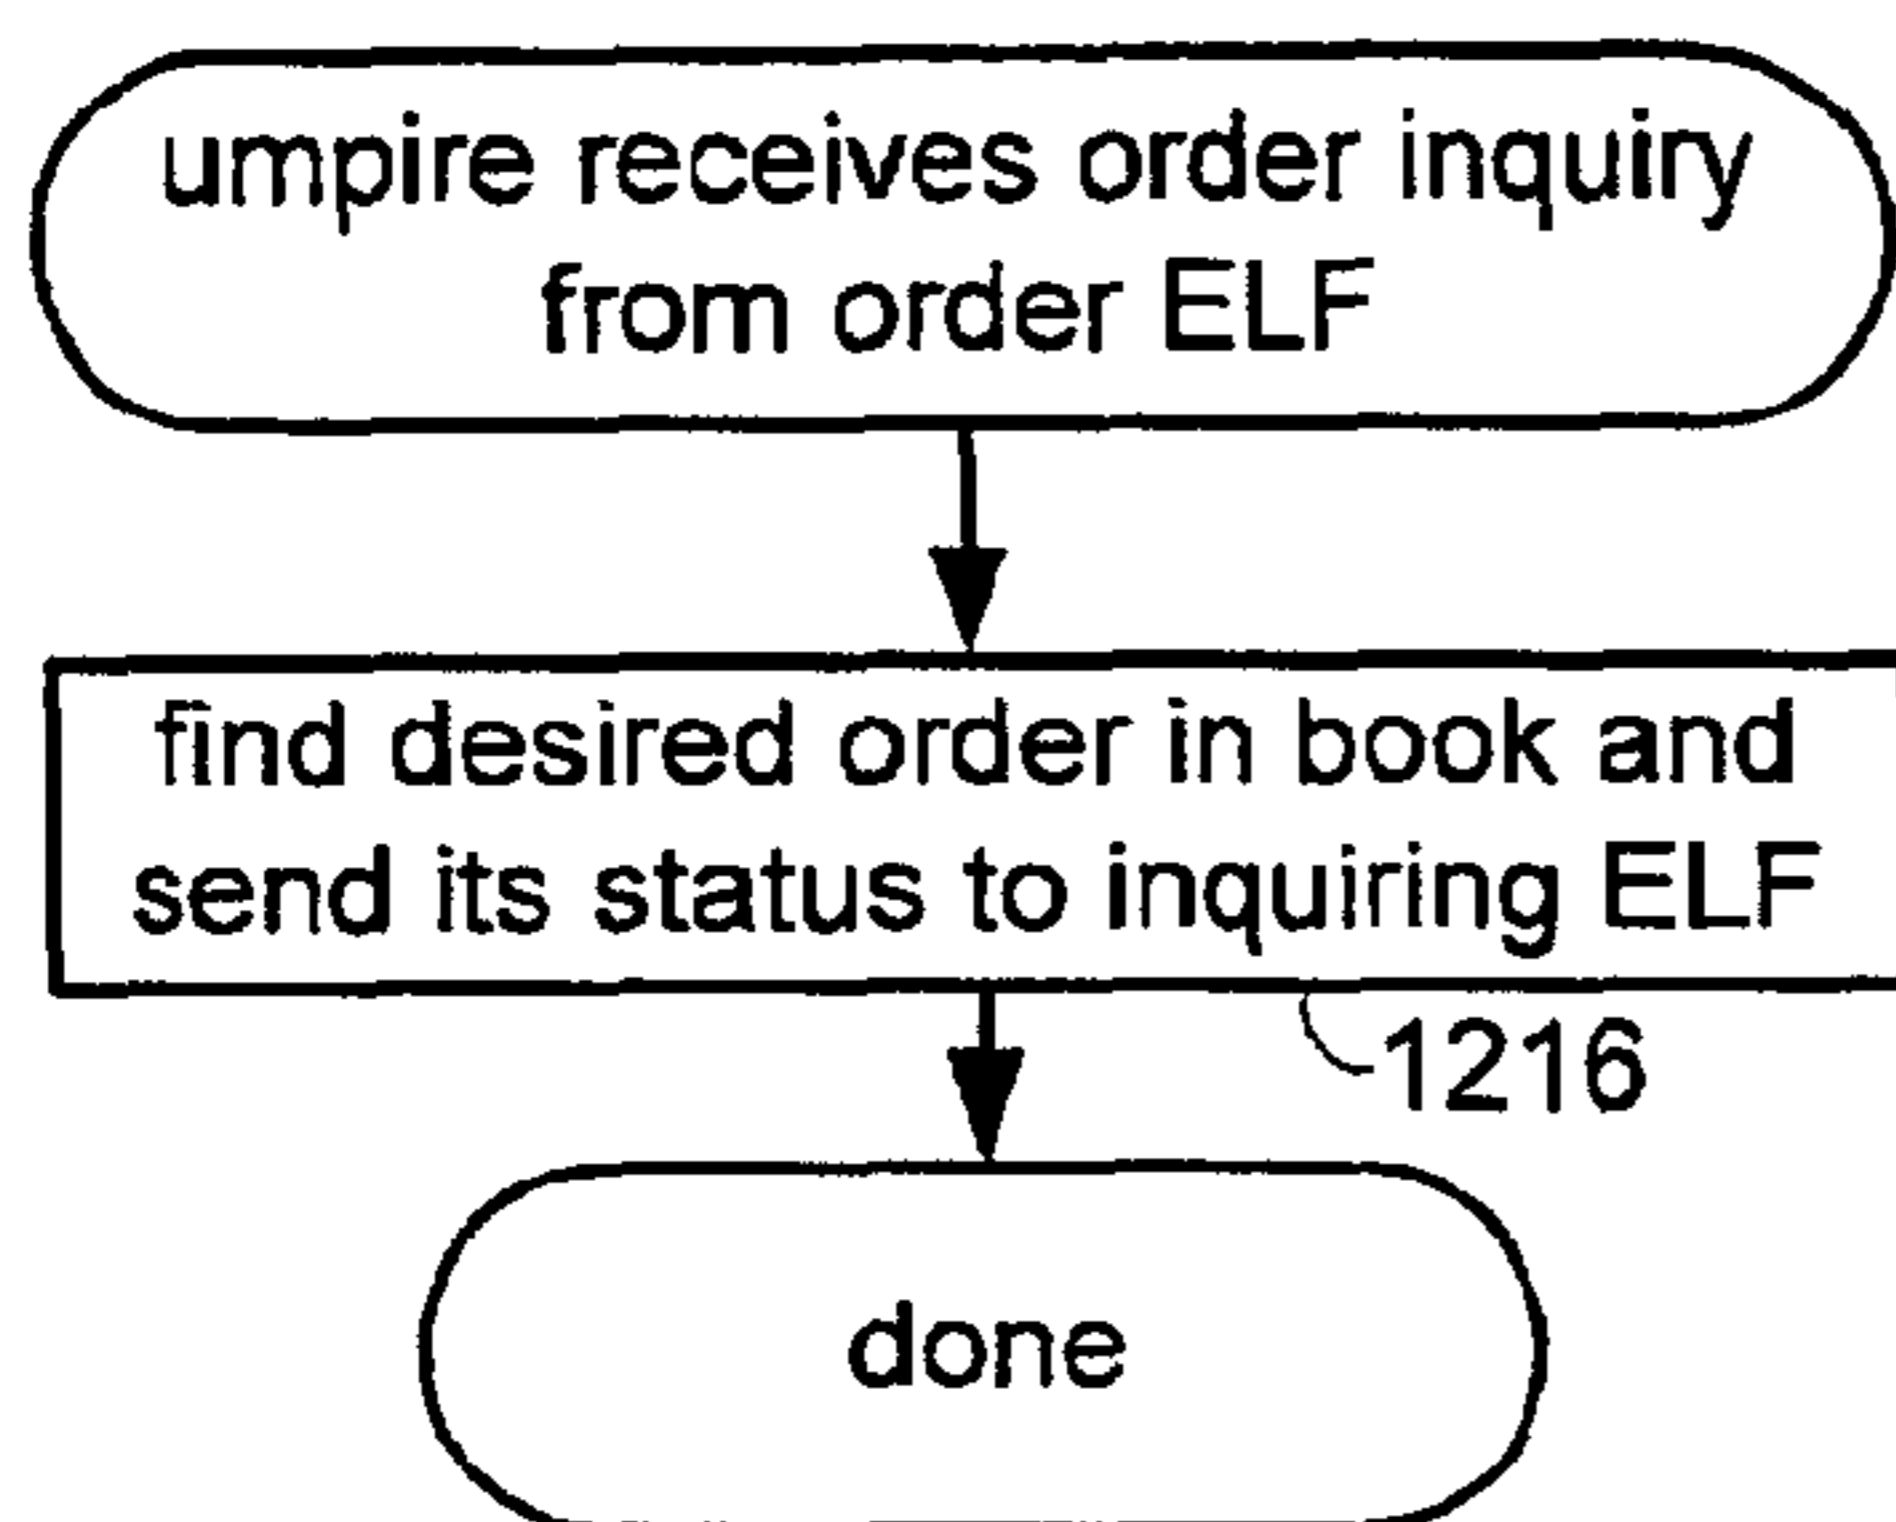 umpire receives order inquiry
from order ELF
find desired order in book and
send its status to inquiring ELF
1216
done